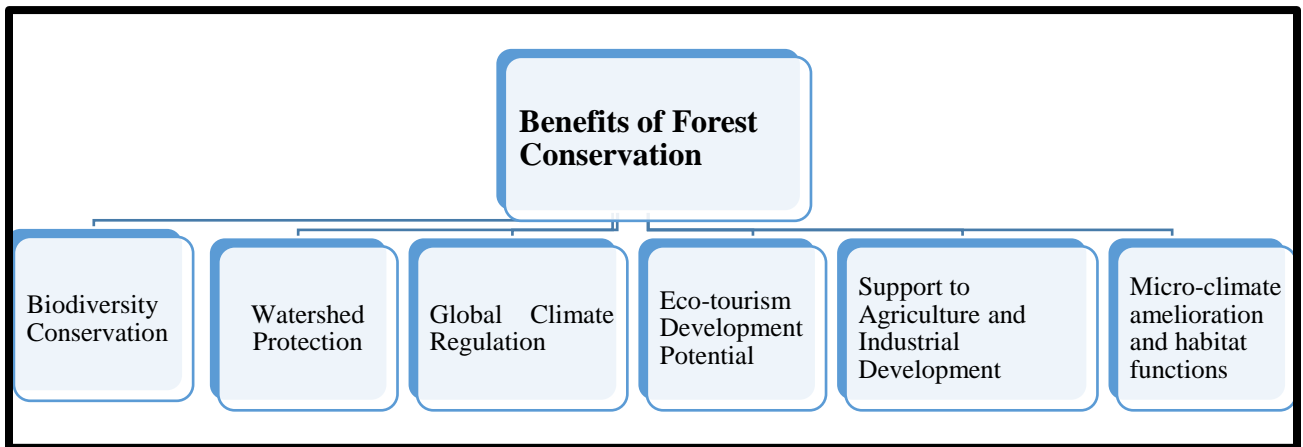 Benefits of Forest
Conservation
Biodiversity
Conservation
Watershed
Protection
Global Climate
Regulation
Eco-tourism
Development
Potential
Support to
Agriculture and
Industrial
Development
Micro-climate
amelioration
and habitat
functions